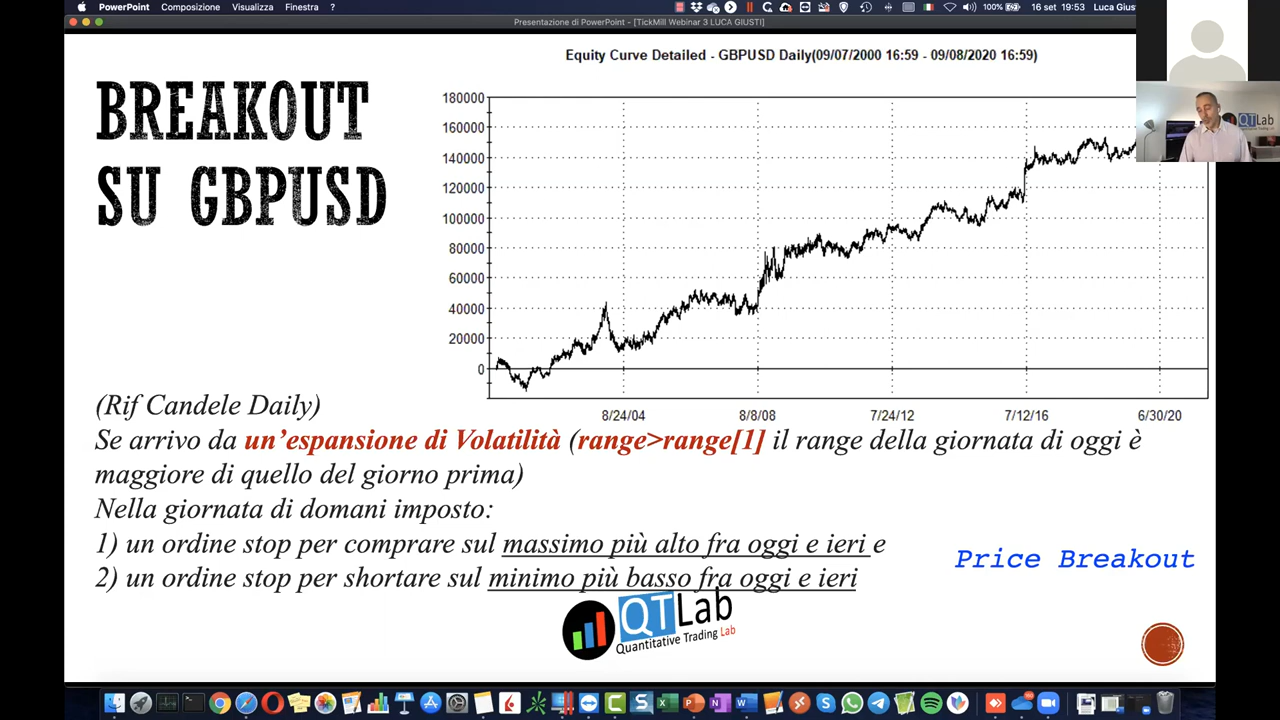 PowerPoint Composizione Visualizza Finestra ? 100% 16 set 19:53 Luca Gius
Presentazione di PowerPoint - [TickMill Webinar 3 LUCA GIUSTI]
BREAKOUT
SU GBPUSD
Equity Curve Detailed - GBPUSD Daily(09/07/2000 16:59 - 09/08/2020 16:59)
180000
160000
140000
120000
100000
80000
60000
40000
20000
0
8/24/04 8/8/08 7/24/12 7/12/16 6/30/20
QTLab
(Rif Candele Daily)
Se arrivo da un’espansione di Volatilità (range>range[1] il range della giornata di oggi è
maggiore di quello del giorno prima)
Nella giornata di domani imposto:
1) un ordine stop per comprare sul massimo più alto fra oggi e ieri e
2) un ordine stop per shortare sul minimo più basso fra oggi e ieri
Price Breakout
QTLab
Quantitative Trading Lab